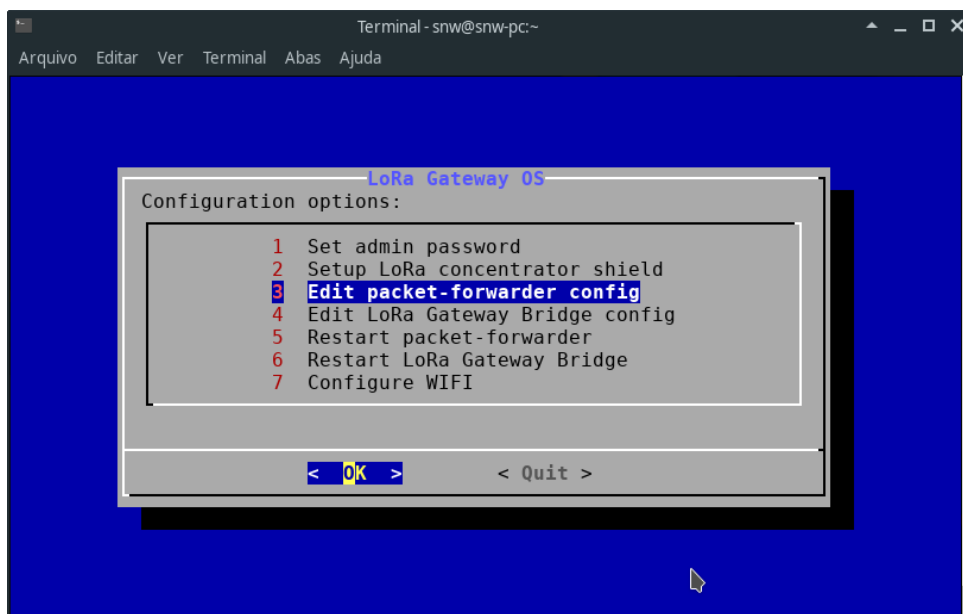 Terminal - snw@snw-pc:~
Arquivo Editar Ver Terminal Abas Ajuda
LoRa Gateway OS
Configuration options:
1 Set admin password
2 Setup LoRa concentrator shield
3 Edit packet-forwarder config
4 Edit LoRa Gateway Bridge config
5 Restart packet-forwarder
6 Restart LoRa Gateway Bridge
7 Configure WIFI
< OK > < Quit >